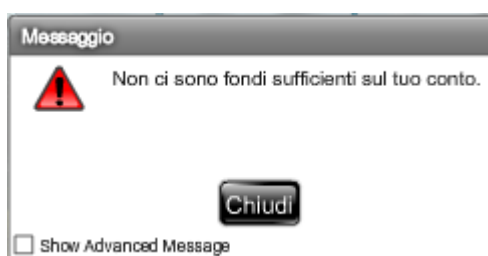 Messaggio
Non ci sono fondi sufficienti sul tuo conto.
Chiudi
Show Advanced Message